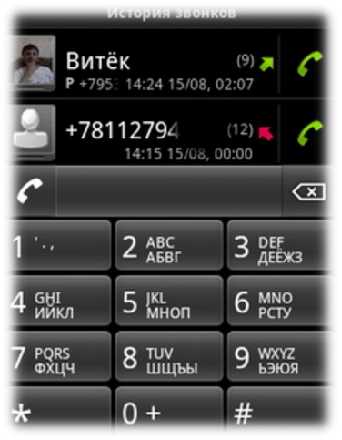 История звонков
Витёк (9)
P +795 14:24 15/08, 02:07
+78112794 (12)
14:15 15/08, 00:00
1 ' . ,
2 ABC
АБВГ
3 DEF
ДЕЁЖЗ
4 GHI
ИЙКЛ
5 JKL
МНОП
6 MNO
РСТУ
7 PQRS
ФХЦЧ
8 TUV
ШЩЪЫ
9 WXYZ
ЬЭЮЯ
*
0 +
#